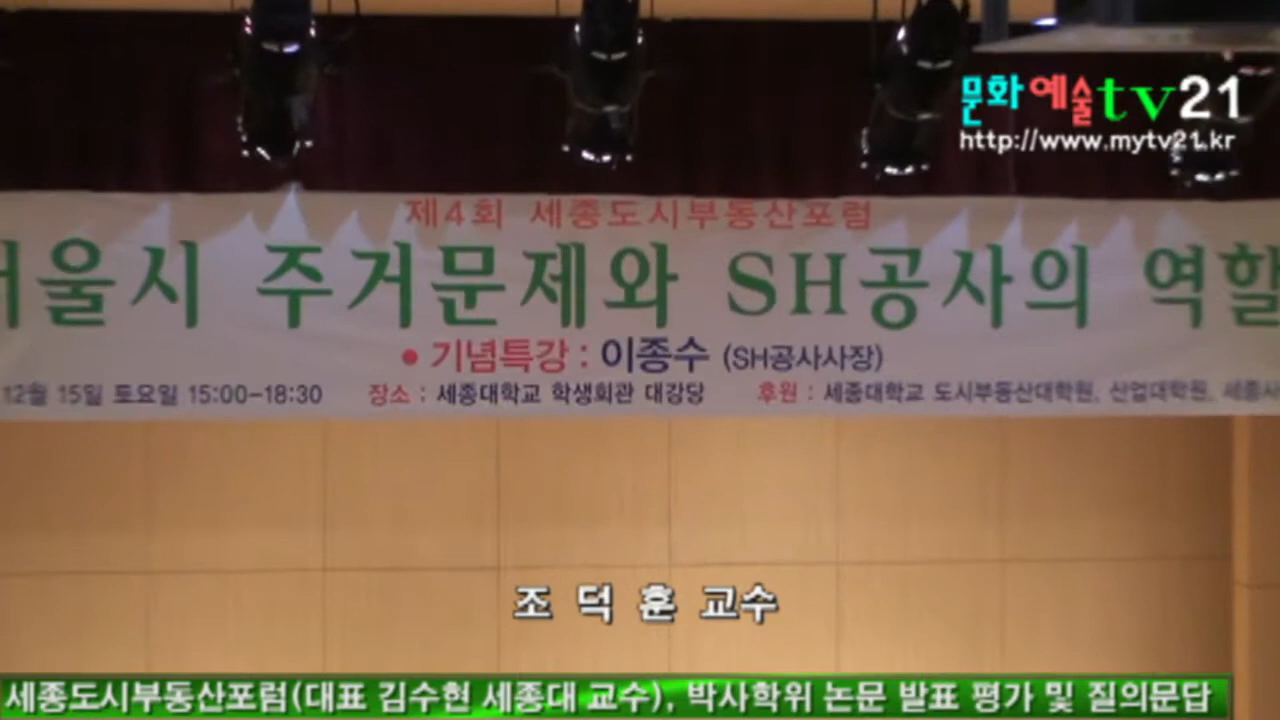 문화예술tv21
http://www.mytv21.kr
제4회 세종도시부동산포럼
서울시 주거문제와 SH공사의 역할
• 기념특강 : 이종수 (SH공사사장)
12월 15일 토요일 15:00-18:30 장소 : 세종대학교 학생회관 대강당 후원 : 세종대학교 도시부동산대학원, 산업대학원,
조 덕 훈 교수
세종도시부동산포럼(대표 김수현 세종대 교수), 박사학위 논문 발표 평가 및 질의문답